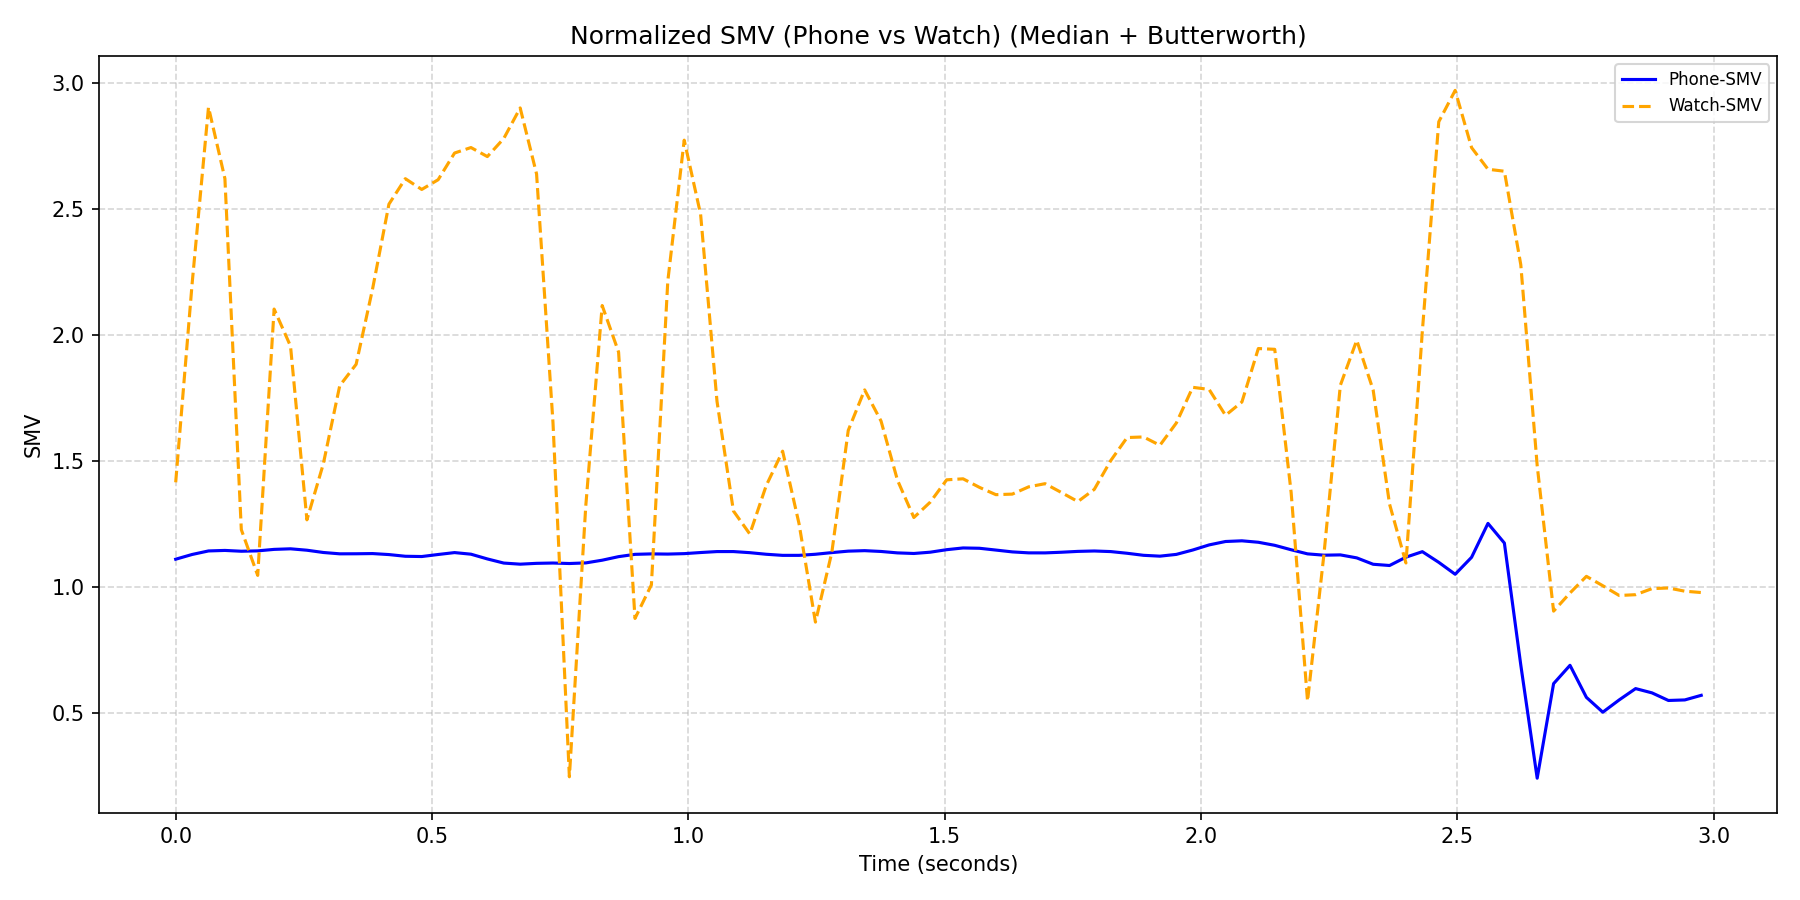 Normalized SMV (Phone vs Watch) (Median + Butterworth)
Phone-SMV
Watch-SMV
SMV
3.0
2.5
2.0
1.5
1.0
0.5
0.0 0.5 1.0 1.5 2.0 2.5 3.0
Time (seconds)